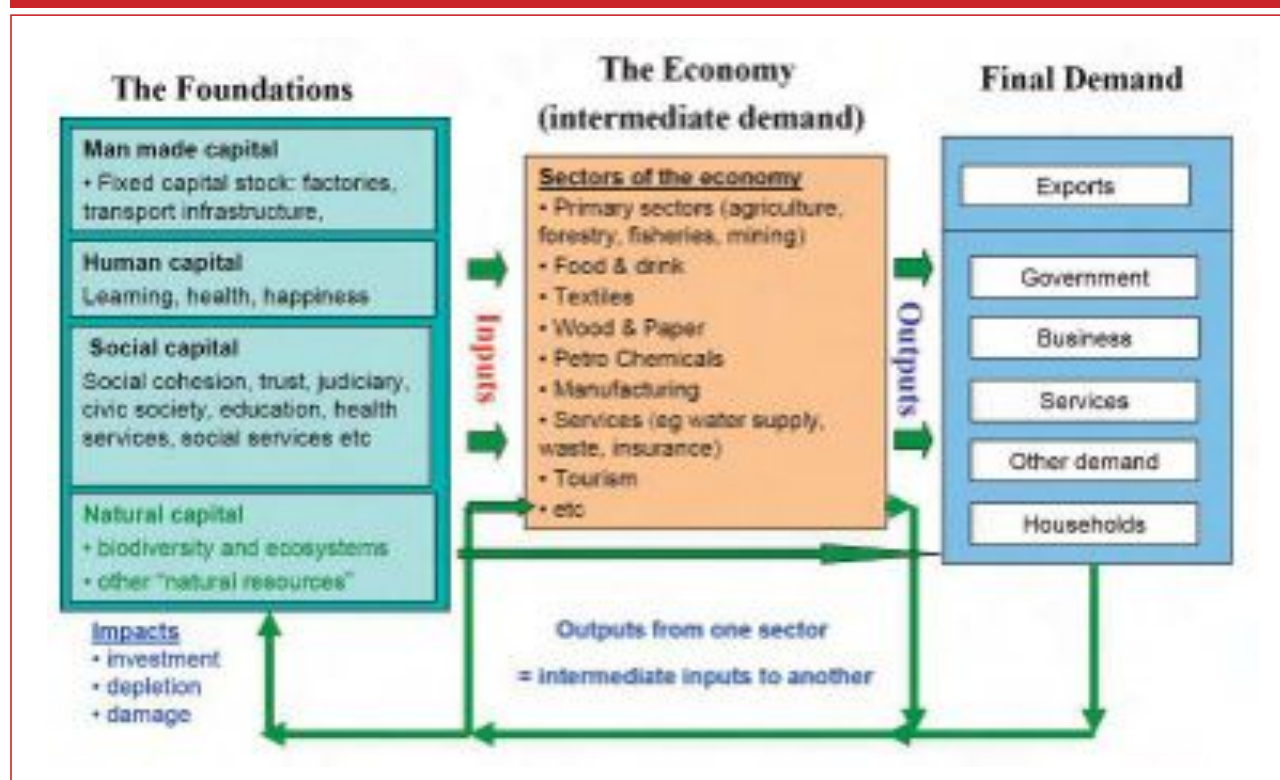 The Foundations
Man made capital
• Fixed capital stock: factories,
transport infrastructure,
Human capital
Learning, health, happiness
Social capital
Social cohesion, trust, judiciary,
civic society, education, health
services, social services etc
Natural capital
• biodiversity and ecosystems
• other "natural resources"
Impacts
• investment
• depletion
• damage
Inputs
The Economy
(intermediate demand)
Sectors of the economy
• Primary sectors (agriculture,
forestry, fisheries, mining)
• Food & drink
• Textiles
• Wood & Paper
• Petro Chemicals
• Manufacturing
• Services (eg water supply,
waste, insurance)
• Tourism
• etc
Outputs from one sector
= intermediate inputs to another
Outputs
Final Demand
Exports
Government
Business
Services
Other demand
Households